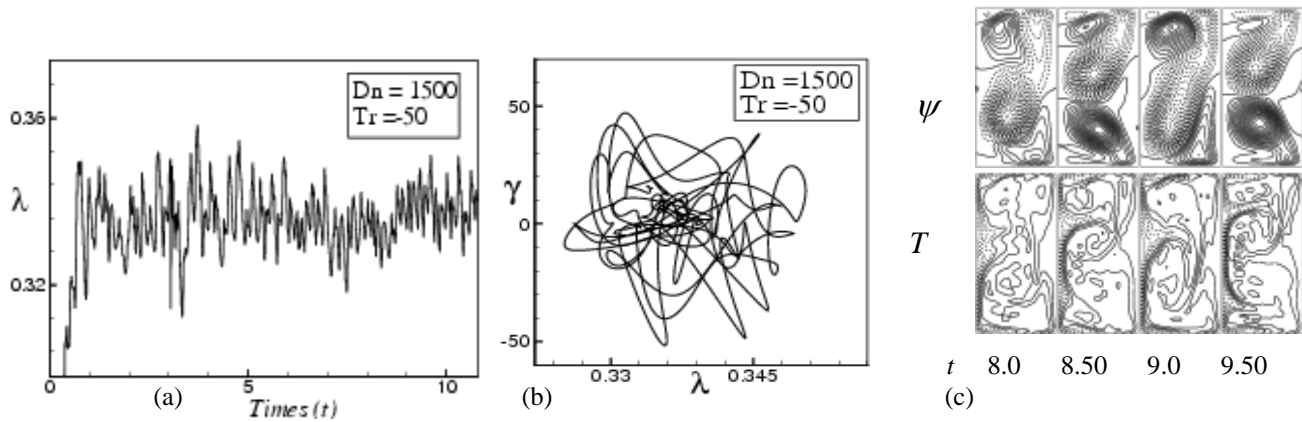 Dn = 1500
Tr =-50
0.36
λ
0.32
0
5
10
Times (t)
(a)
Dn =1500
Tr =-50
50
γ
0
-50
0.33
λ
0.345
(b)
ψ
T
t 8.0 8.50 9.0 9.50
(c)